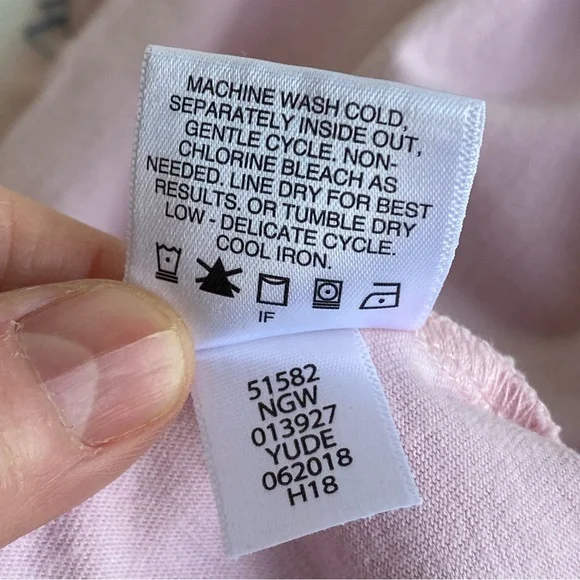 MACHINE WASH COLD,
SEPARATELY INSIDE OUT,
GENTLE CYCLE. NON-
CHLORINE BLEACH AS
NEEDED. LINE DRY FOR BEST
RESULTS. OR TUMBLE DRY
LOW - DELICATE CYCLE.
COOL IRON.
IF
51582
NGW
013927
YUDE
062018
H18